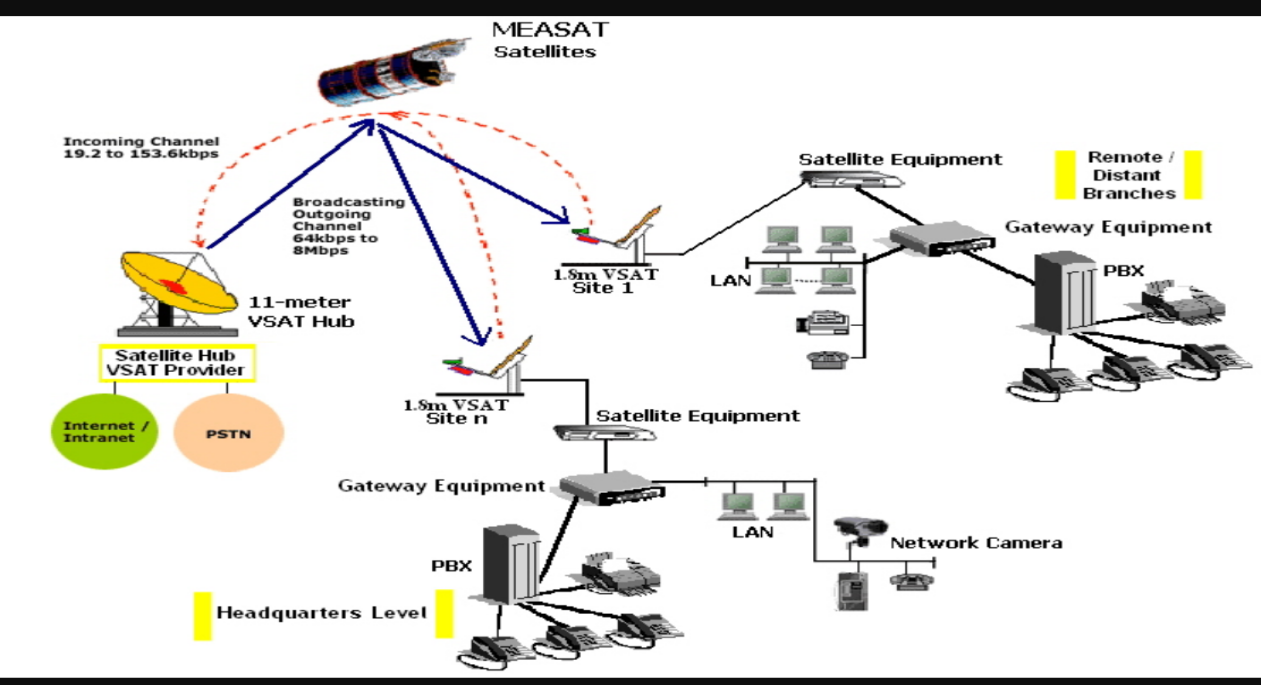 MEASAT
Satellites
Incoming Channel
19.2 to 153.6kbps
Broadcasting
Outgoing
Channel
64kbps to
8Mbps
Satellite Equipment
Remote /
Distant
Branches
Gateway Equipment
PBX
LAN
1.8m VSAT
Site 1
11-meter
VSAT Hub
Satellite Hub
VSAT Provider
Internet /
Intranet
PSTN
1.8m VSAT
Site n
Satellite Equipment
Gateway Equipment
LAN
Network Camera
PBX
Headquarters Level